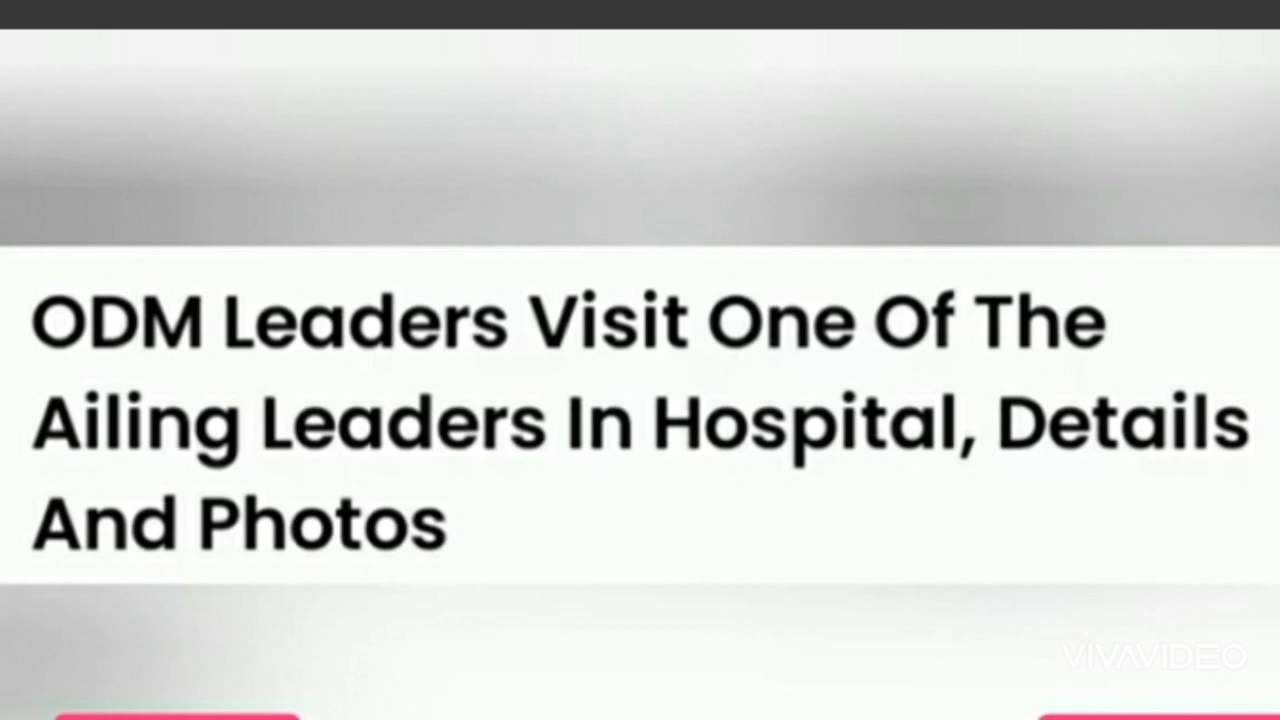 ODM Leaders Visit One Of The
Ailing Leaders In Hospital, Details
And Photos
VIVAVIDEO